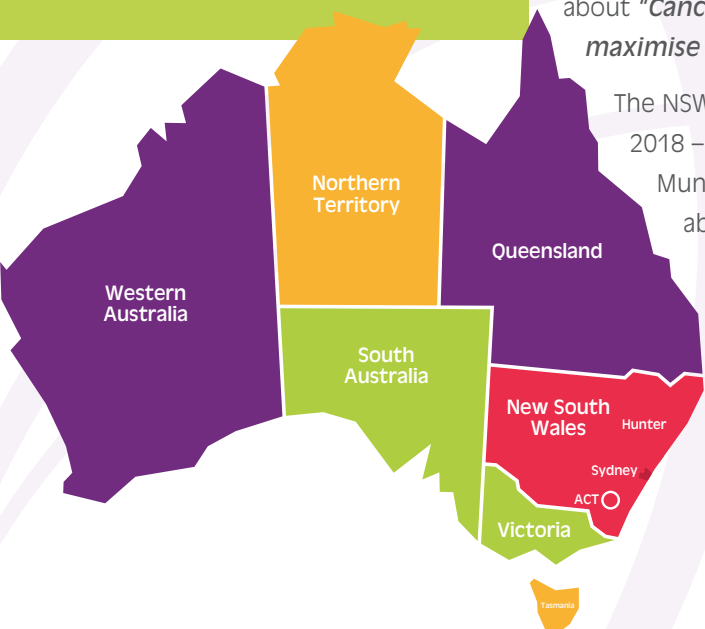 about "Canc
maximise
The NSW
2018 –
Mun
ab
Northern
Territory
Queensland
Western
Australia
South
Australia
New South
Wales
Hunter
Sydney
ACT
Victoria
Tasmania